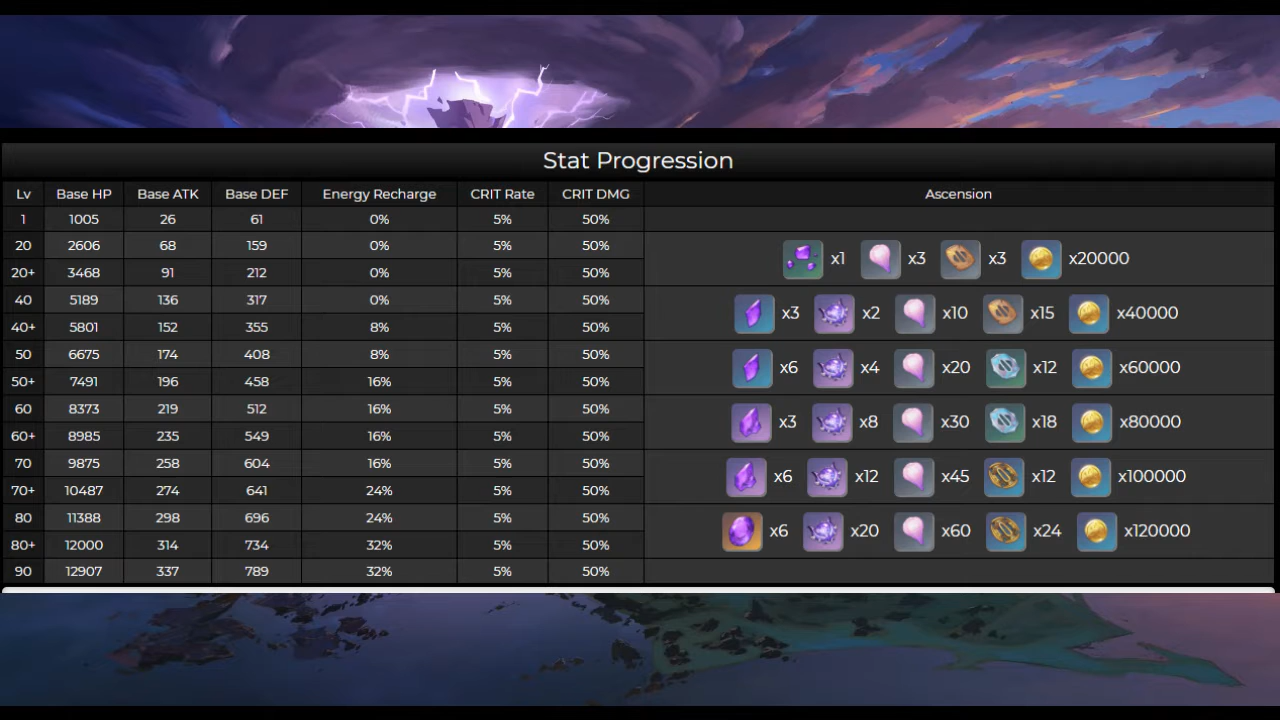 Stat Progression
Lv Base HP Base ATK Base DEF Energy Recharge CRIT Rate CRIT DMG Ascension
1 1005 26 61 0% 5% 50%
20 2606 68 159 0% 5% 50%
x1 x3 x3 x20000
20+ 3468 91 212 0% 5% 50%
40 5189 136 317 0% 5% 50%
x3 x2 x10 x15 x40000
40+ 5801 152 355 8% 5% 50%
50 6675 174 408 8% 5% 50%
x6 x4 x20 x12 x60000
50+ 7491 196 458 16% 5% 50%
60 8373 219 512 16% 5% 50%
x3 x8 x30 x18 x80000
60+ 8985 235 549 16% 5% 50%
70 9875 258 604 16% 5% 50%
x6 x12 x45 x12 x100000
70+ 10487 274 641 24% 5% 50%
80 11388 298 696 24% 5% 50%
x6 x20 x60 x24 x120000
80+ 12000 314 734 32% 5% 50%
90 12907 337 789 32% 5% 50%